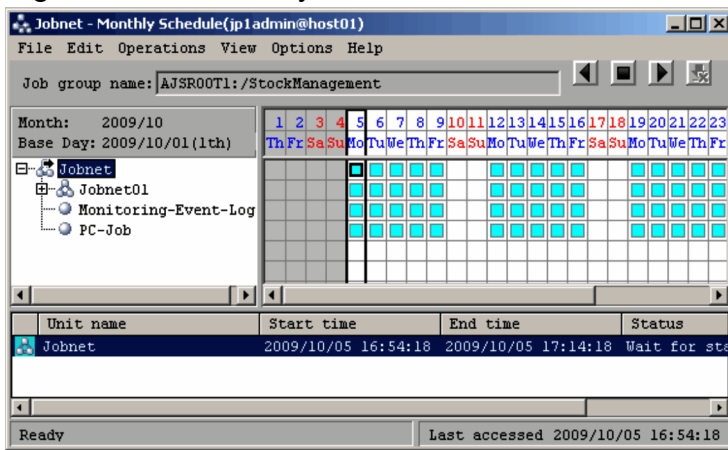 Jobnet - Monthly Schedule(jp1admin@host01)
File Edit Operations View Options Help
Job group name: AJSROOT1:/StockManagement
Month: 2009/10
Base Day: 2009/10/01(1th)
1 2 3 4 5 6 7 8 9 10 11 12 13 14 15 16 17 18 19 20 21 22 23
Th Fr Sa Su Mo Tu We Th Fr Sa Su Mo Tu We Th Fr Sa Su Mo Tu We Th Fr
Jobnet
Jobnet01
Monitoring-Event-Log
PC-Job
Unit name Start time End time Status
Jobnet 2009/10/05 16:54:18 2009/10/05 17:14:18 Wait for sta
Ready Last accessed 2009/10/05 16:54:18